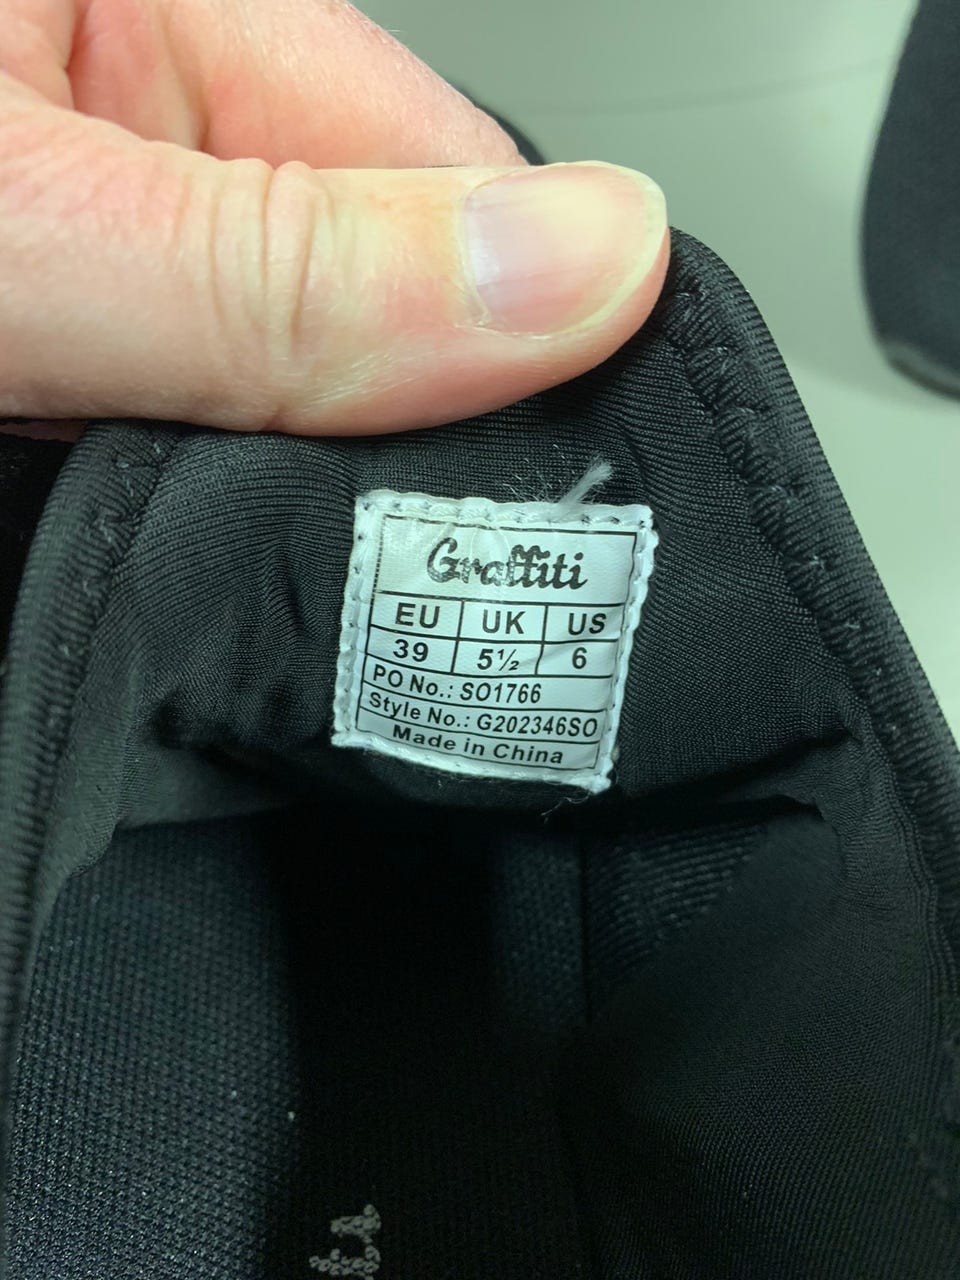 Graffiti
EU UK US
39 5½ 6
PO No.: SO1766
Style No.: G202346SO
Made in China